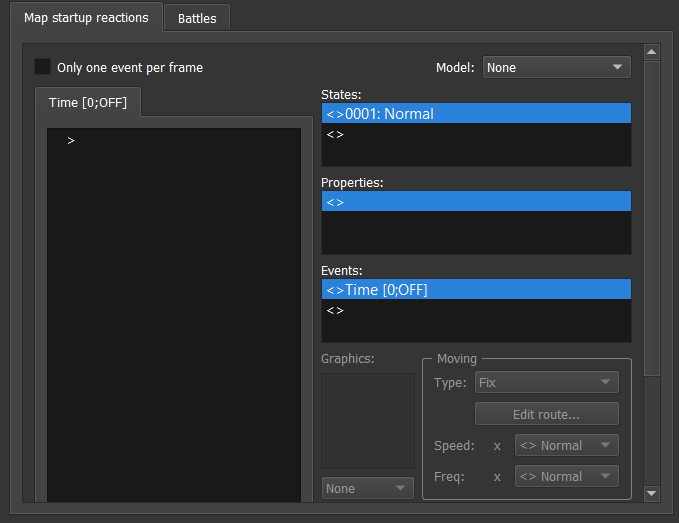 Map startup reactions
Battles
Only one event per frame
Model: None
Time [0;OFF]
>
States:
<>0001: Normal
<>
Properties:
<>
Events:
<>Time [0;OFF]
<>
Graphics:
None
Moving
Type: Fix
Edit route...
Speed: x <> Normal
Freq: x <> Normal